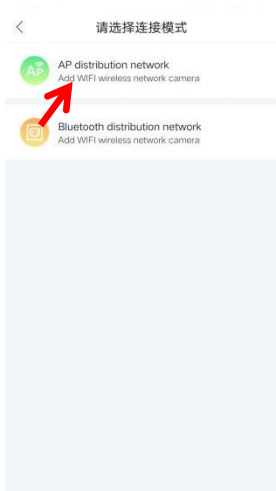 请选择连接模式
AP
AP distribution network
Add WIFI wireless network camera
Bluetooth distribution network
Add WIFI wireless network camera